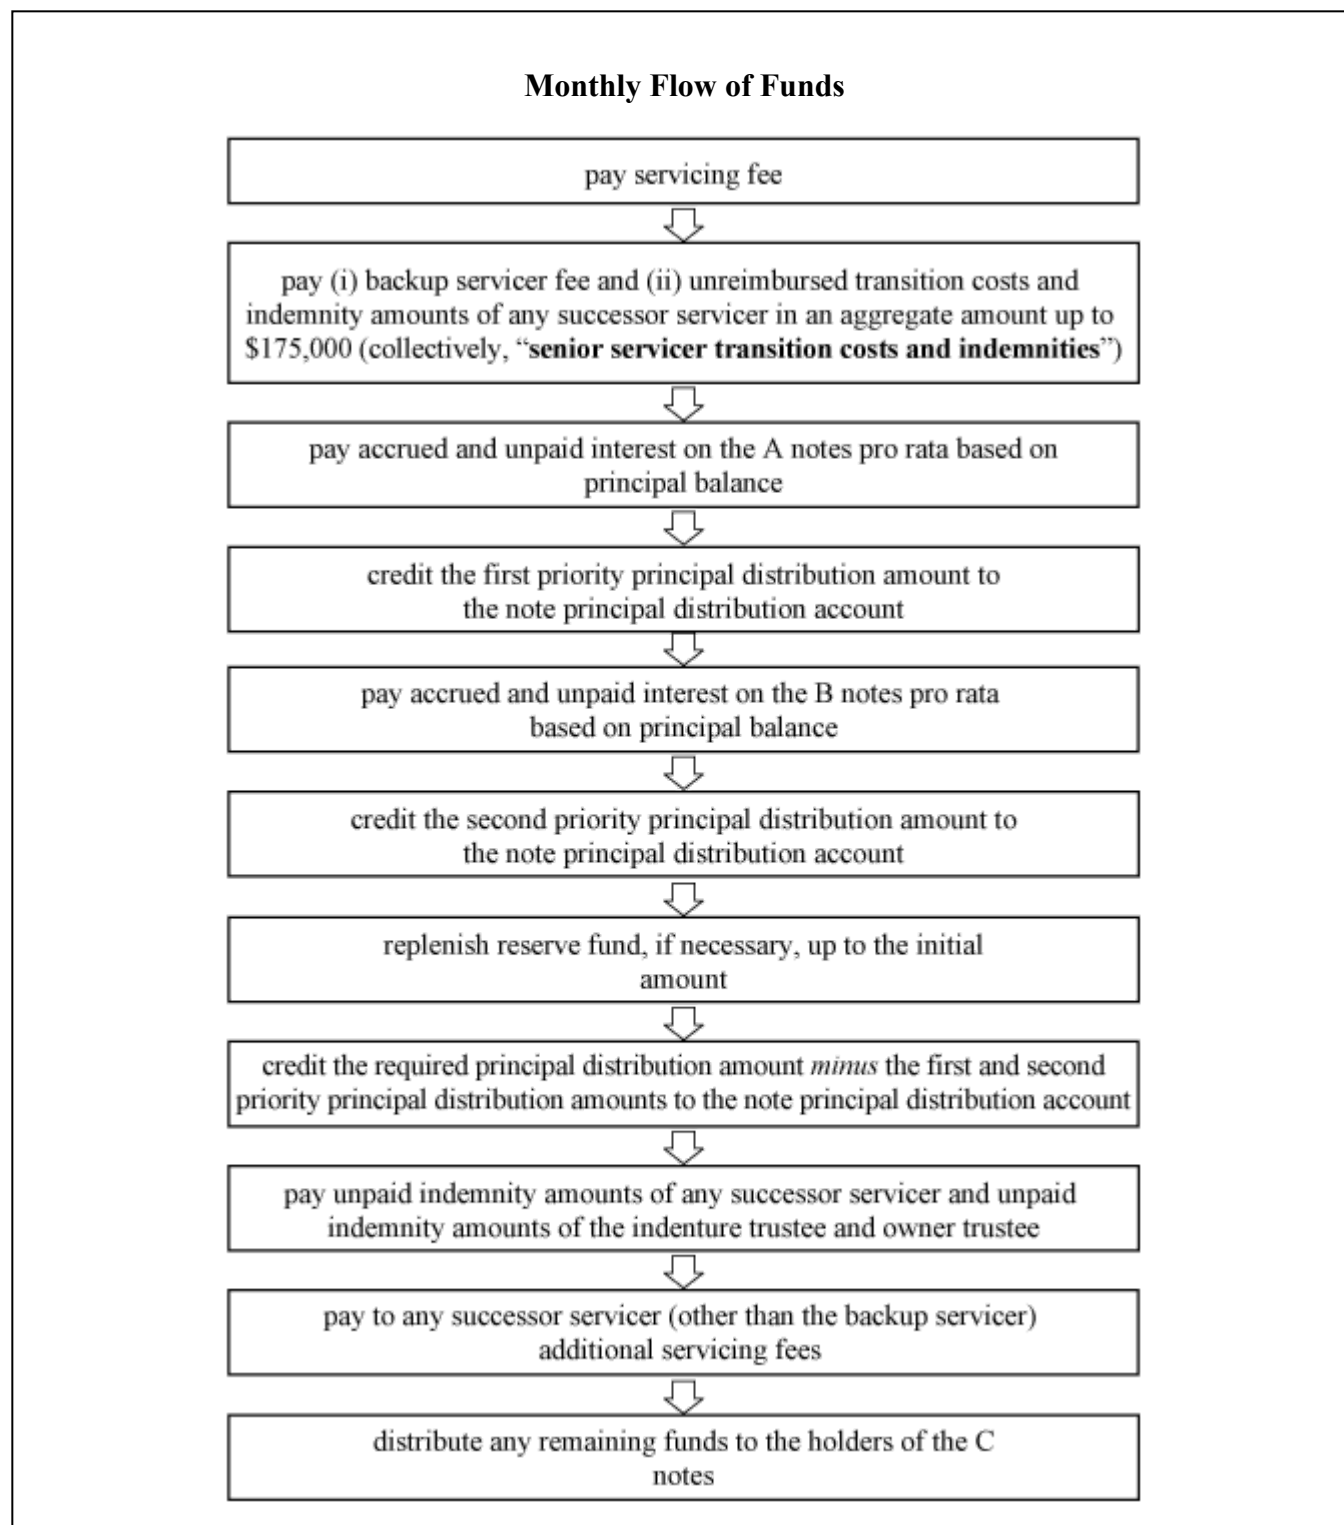 Monthly Flow of Funds
pay servicing fee
pay (i) backup servicer fee and (ii) unreimbursed transition costs and
indemnity amounts of any successor servicer in an aggregate amount up to
$175,000 (collectively, “senior servicer transition costs and indemnities”)
pay accrued and unpaid interest on the A notes pro rata based on
principal balance
credit the first priority principal distribution amount to
the note principal distribution account
pay accrued and unpaid interest on the B notes pro rata
based on principal balance
credit the second priority principal distribution amount to
the note principal distribution account
replenish reserve fund, if necessary, up to the initial
amount
credit the required principal distribution amount minus the first and second
priority principal distribution amounts to the note principal distribution account
pay unpaid indemnity amounts of any successor servicer and unpaid
indemnity amounts of the indenture trustee and owner trustee
pay to any successor servicer (other than the backup servicer)
additional servicing fees
distribute any remaining funds to the holders of the C
notes